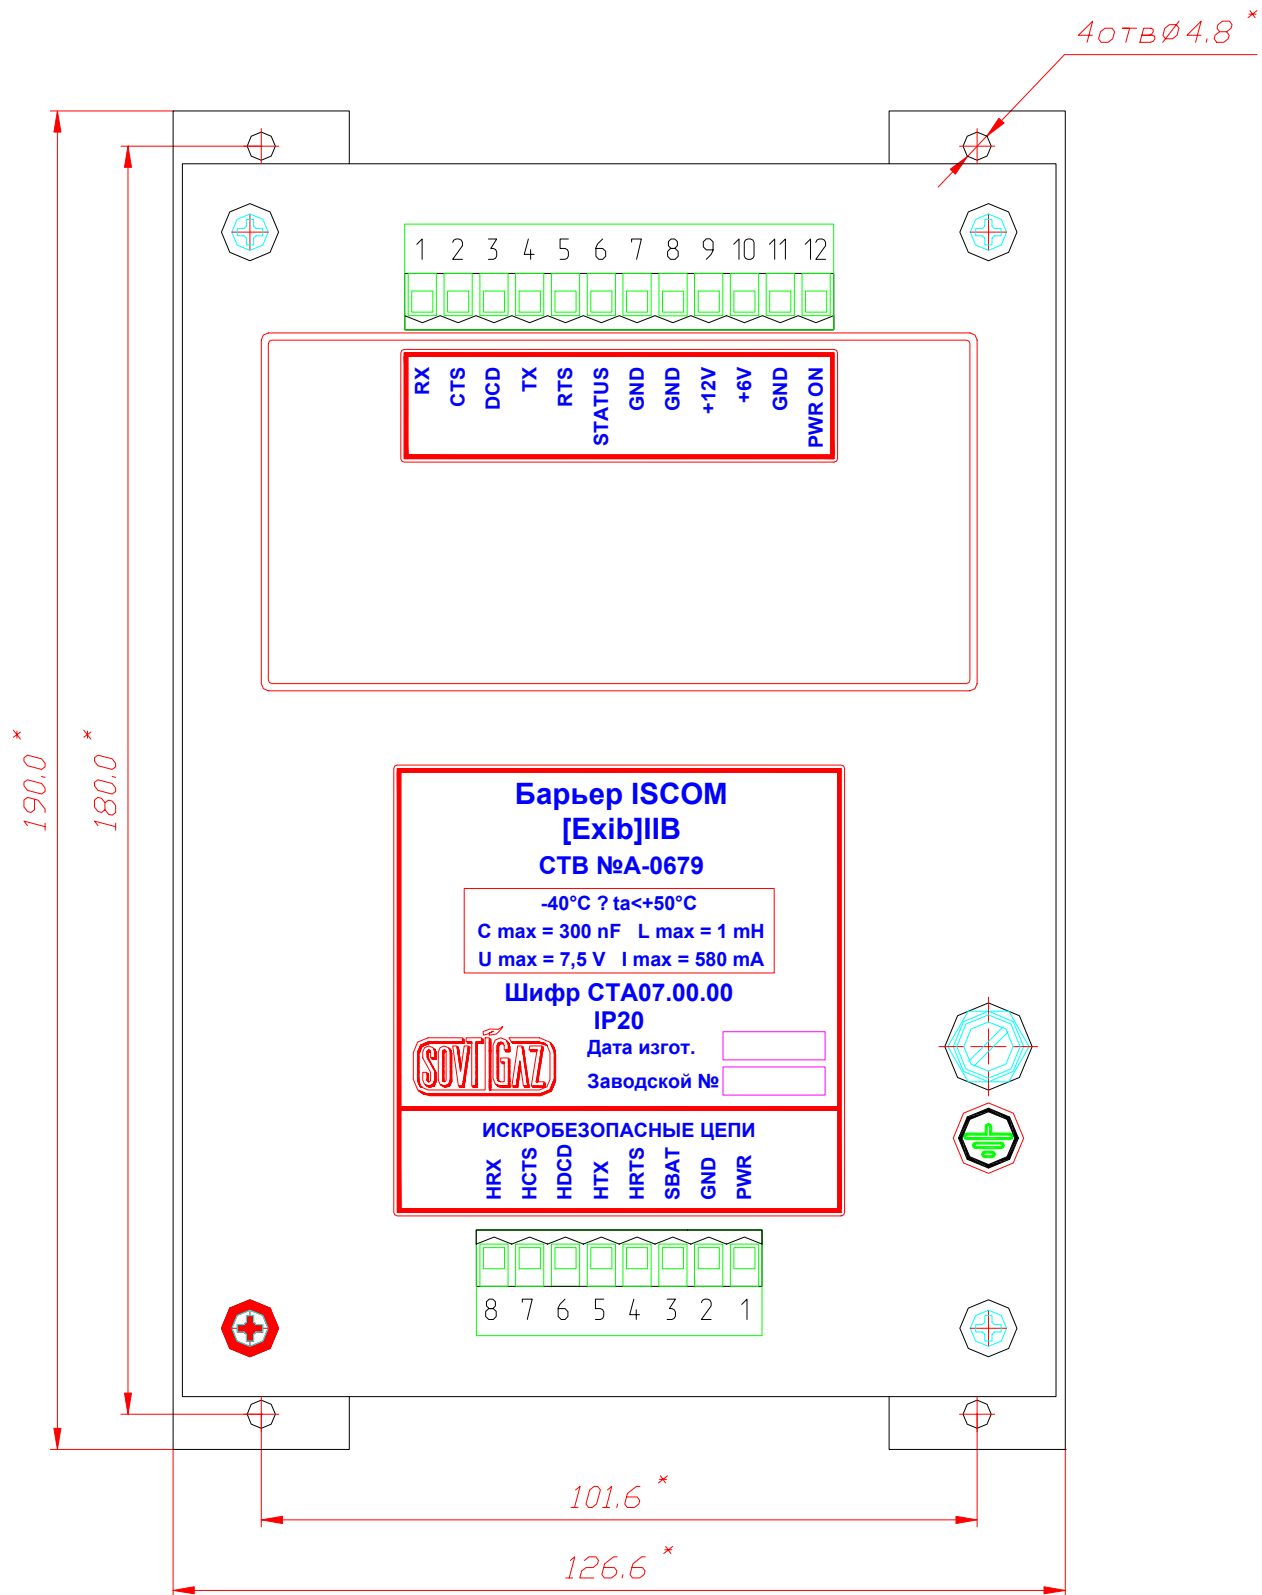 4отвØ4.8 *
1 2 3 4 5 6 7 8 9 10 11 12
RX
CTS
DCD
TX
RTS
STATUS
GND
GND
+12V
+6V
GND
PWR ON
190.0 *
180.0 *
Барьер ISCOM
[Exib]IIB
СТВ №А-0679
-40°C ? ta<+50°C
C max = 300 nF L max = 1 mH
U max = 7,5 V I max = 580 mA
Шифр СТА07.00.00
IP20
SOVTIGAZ
Дата изгот.
Заводской №
ИСКРОБЕЗОПАСНЫЕ ЦЕПИ
HRX
HCTS
HDCD
HTX
HRTS
SBAT
GND
PWR
8 7 6 5 4 3 2 1
101.6 *
126.6 *